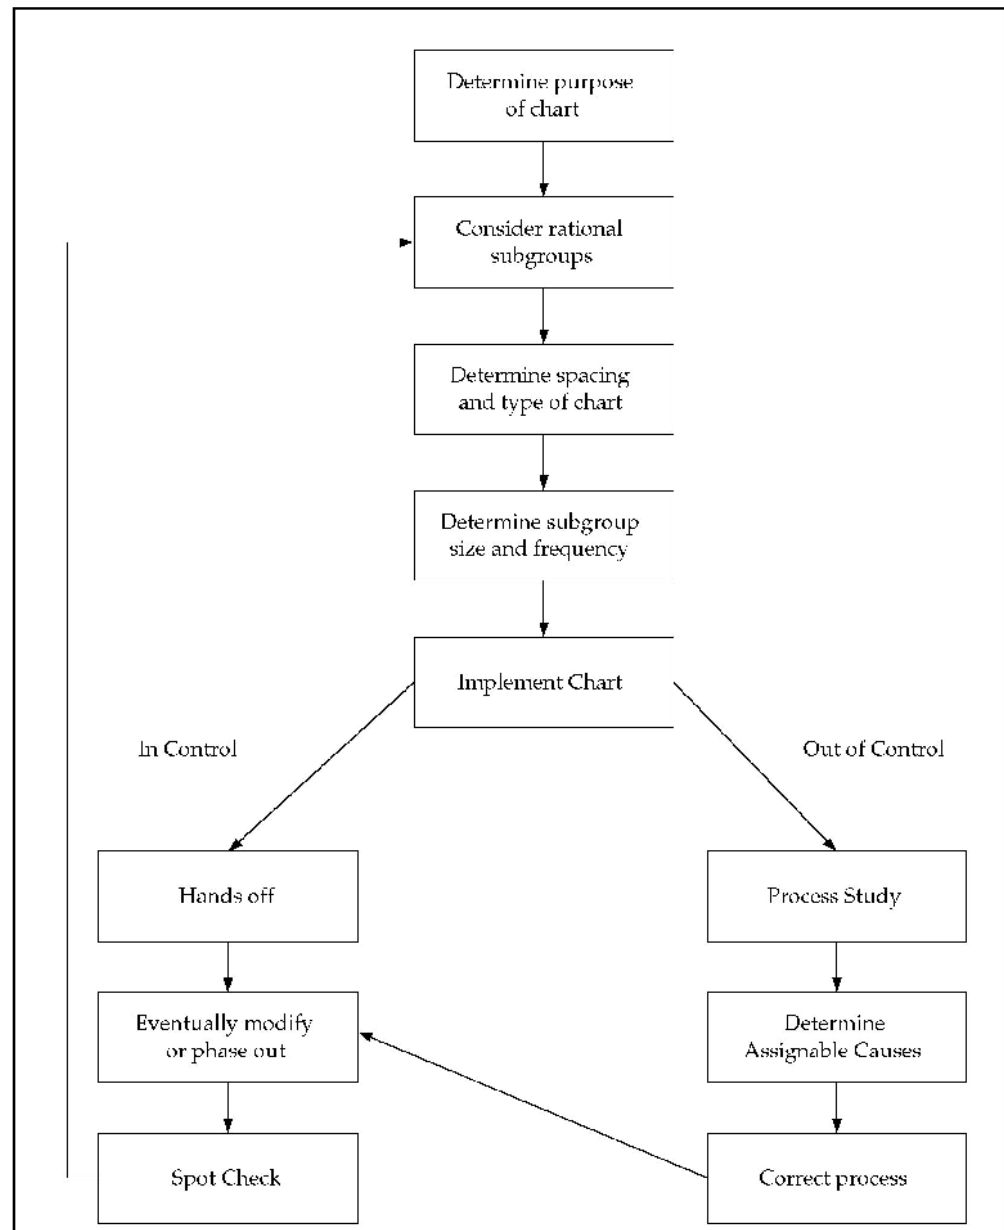 Determine purpose
of chart
Consider rational
subgroups
Determine spacing
and type of chart
Determine subgroup
size and frequency
Implement Chart
In Control
Out of Control
Hands off
Process Study
Eventually modify
or phase out
Determine
Assignable Causes
Spot Check
Correct process